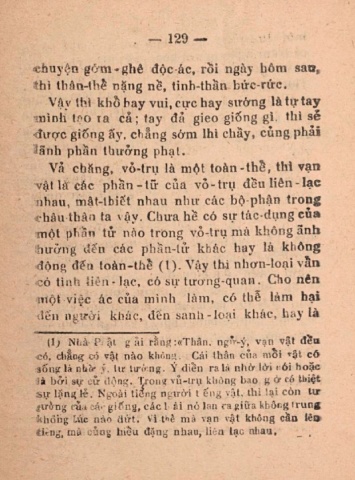 — 129 —
chuyện gớm-ghê độc-ác, rồi ngày hôm sau,
thì thân-thể nặng nề, tinh-thần bức-rức.
Vậy thì khổ hay vui, cực hay sướng là tự tay
mình tạo ra cả; tay đã gieo giống gì, thì sẽ
được giống ấy, chẳng sớm thì chầy, cũng phải
lãnh phần thưởng phạt.
Vả chăng, võ-trụ là một toàn-thể, thì vạn
vật là các phần-tử của võ-trụ đều liên-lạc
nhau, mật-thiết nhau như các bộ-phận trong
châu-thân ta vậy. Chưa hề có sự tác-dụng của
một phần tử nào trong võ-trụ mà không ảnh
hưởng đến các phần-tử khác hay là không
động đến toàn-thể (1). Vậy thì nhơn-loại vẫn
có tình liên-lạc, có sự tương-quan. Cho nên
một việc ác của mình làm, có thể làm hại
đến người khác, đến sanh-loại khác, hay là
(1) Nhà Phật giải rằng: «Thân, ngữ-ý, vạn vật đều
có, chẳng có vật nào không. Cái thân của mỗi vật có
sống là nhờ ý, tư tưởng. Ý diễn ra là nhờ lời nói hoặc
là bởi sự cử động. Trong võ-trụ không bao giờ có thiệt
sự lặng lẽ. Ngoài tiếng người tiếng vật, thì lại còn tư
tưởng của các giống, các loài nó lan ra giữa không trung
không lúc nào dứt. Vì thế mà vạn vật không cần lên
tiếng, mà cũng hiểu động nhau, liên lạc nhau.